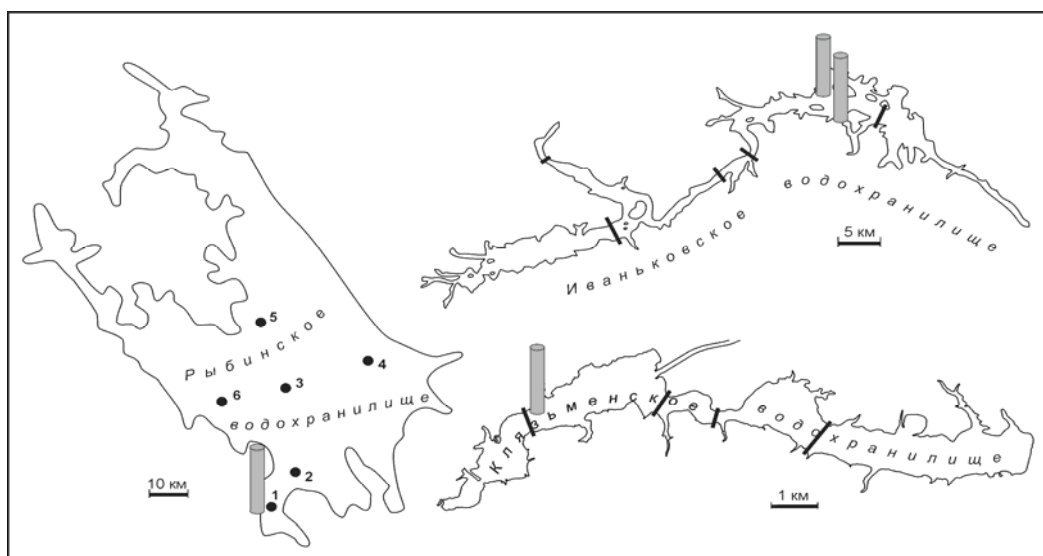 Рыбинское
водохранилище
1
2
3
4
5
6
10 км
Иваньковское
водохранилище
5 км
Клязьменское водохранилище
1 км